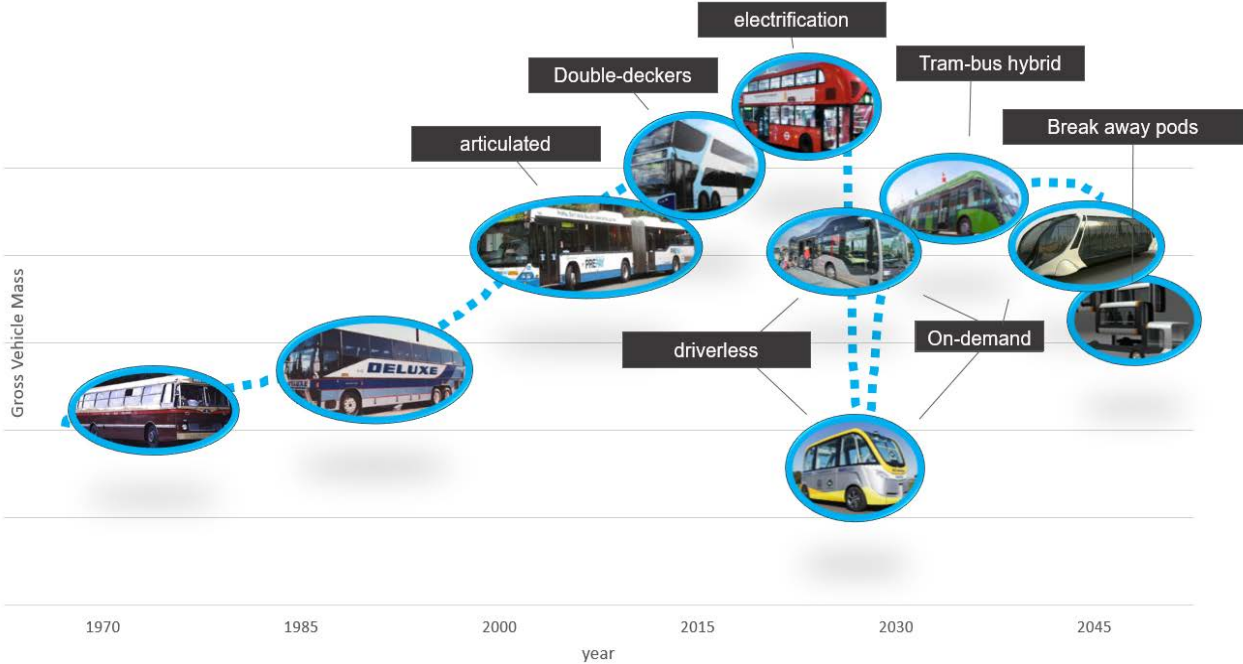 electrification
Double-deckers
Tram-bus hybrid
articulated
Break away pods
DELUXE
driverless
On-demand
Gross Vehicle Mass
1970
1985
2000
2015
2030
2045
year